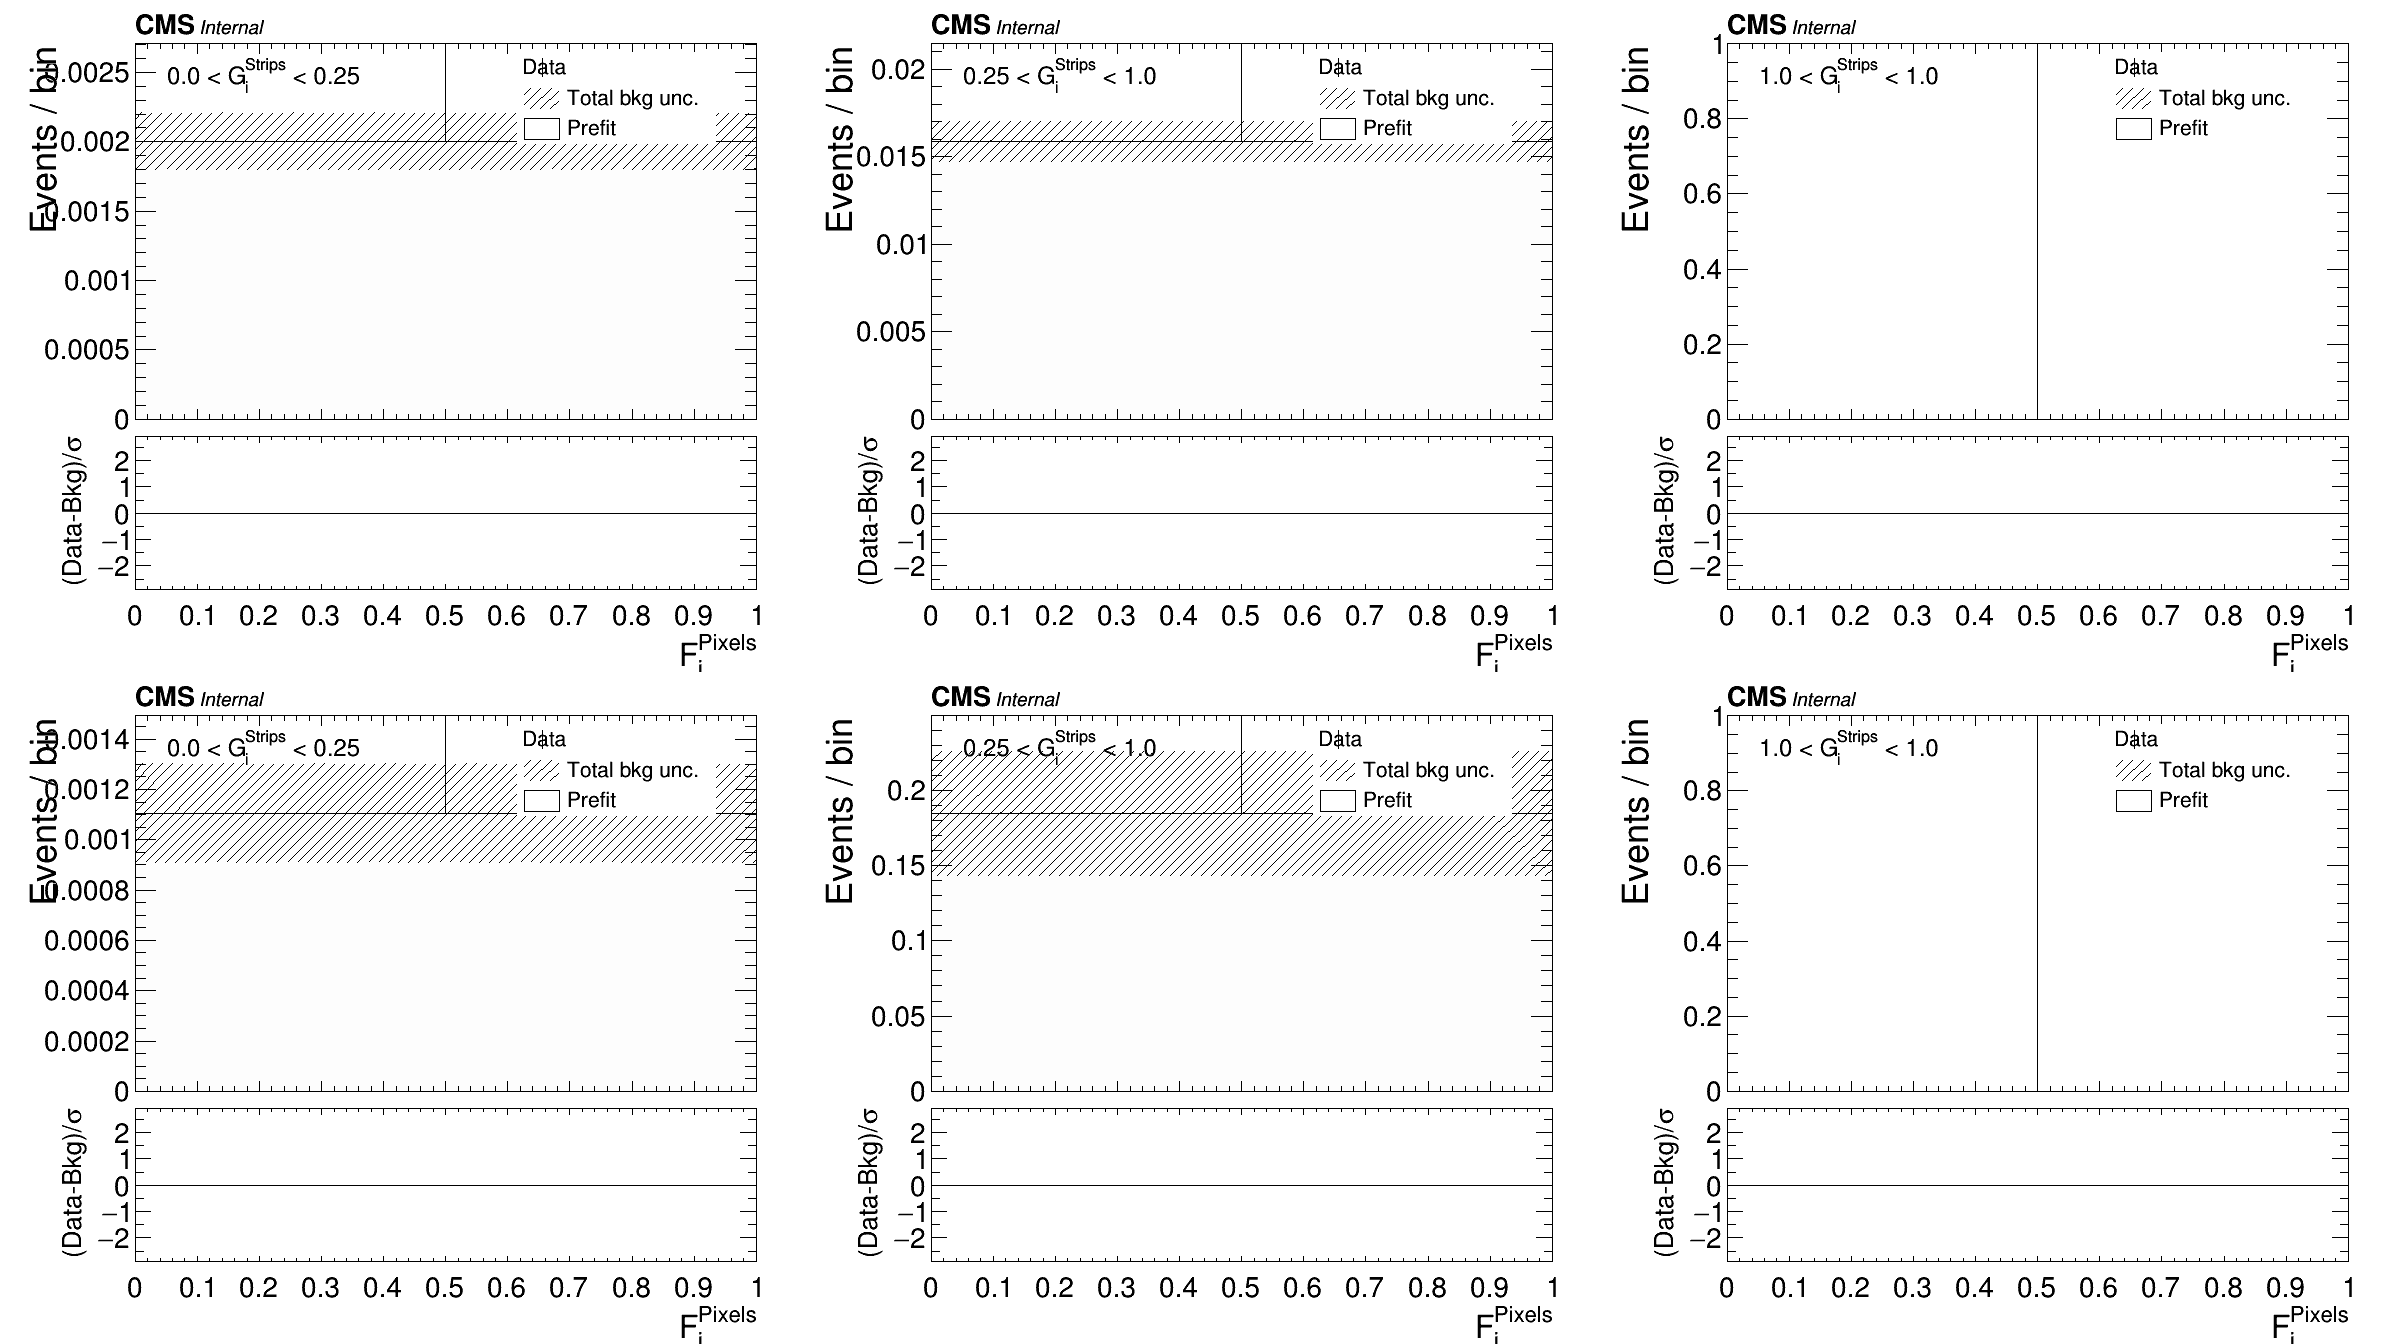 CMS Internal
Events / bin
0.0025
0.002
0.0015
0.001
0.0005
0
0.0 < G_i^Strips < 0.25
Data
Total bkg unc.
Prefit
(Data-Bkg)/σ
2
1
0
−1
−2
0 0.1 0.2 0.3 0.4 0.5 0.6 0.7 0.8 0.9 1
F_i^Pixels
CMS Internal
Events / bin
0.02
0.015
0.01
0.005
0
0.25 < G_i^Strips < 1.0
Data
Total bkg unc.
Prefit
(Data-Bkg)/σ
2
1
0
−1
−2
0 0.1 0.2 0.3 0.4 0.5 0.6 0.7 0.8 0.9 1
F_i^Pixels
CMS Internal
Events / bin
1
0.8
0.6
0.4
0.2
0
1.0 < G_i^Strips < 1.0
Data
Total bkg unc.
Prefit
(Data-Bkg)/σ
2
1
0
−1
−2
0 0.1 0.2 0.3 0.4 0.5 0.6 0.7 0.8 0.9 1
F_i^Pixels
CMS Internal
Events / bin
0.0014
0.0012
0.001
0.0008
0.0006
0.0004
0.0002
0
0.0 < G_i^Strips < 0.25
Data
Total bkg unc.
Prefit
(Data-Bkg)/σ
2
1
0
−1
−2
0 0.1 0.2 0.3 0.4 0.5 0.6 0.7 0.8 0.9 1
F_i^Pixels
CMS Internal
Events / bin
0.2
0.15
0.1
0.05
0
0.25 < G_i^Strips < 1.0
Data
Total bkg unc.
Prefit
(Data-Bkg)/σ
2
1
0
−1
−2
0 0.1 0.2 0.3 0.4 0.5 0.6 0.7 0.8 0.9 1
F_i^Pixels
CMS Internal
Events / bin
1
0.8
0.6
0.4
0.2
0
1.0 < G_i^Strips < 1.0
Data
Total bkg unc.
Prefit
(Data-Bkg)/σ
2
1
0
−1
−2
0 0.1 0.2 0.3 0.4 0.5 0.6 0.7 0.8 0.9 1
F_i^Pixels